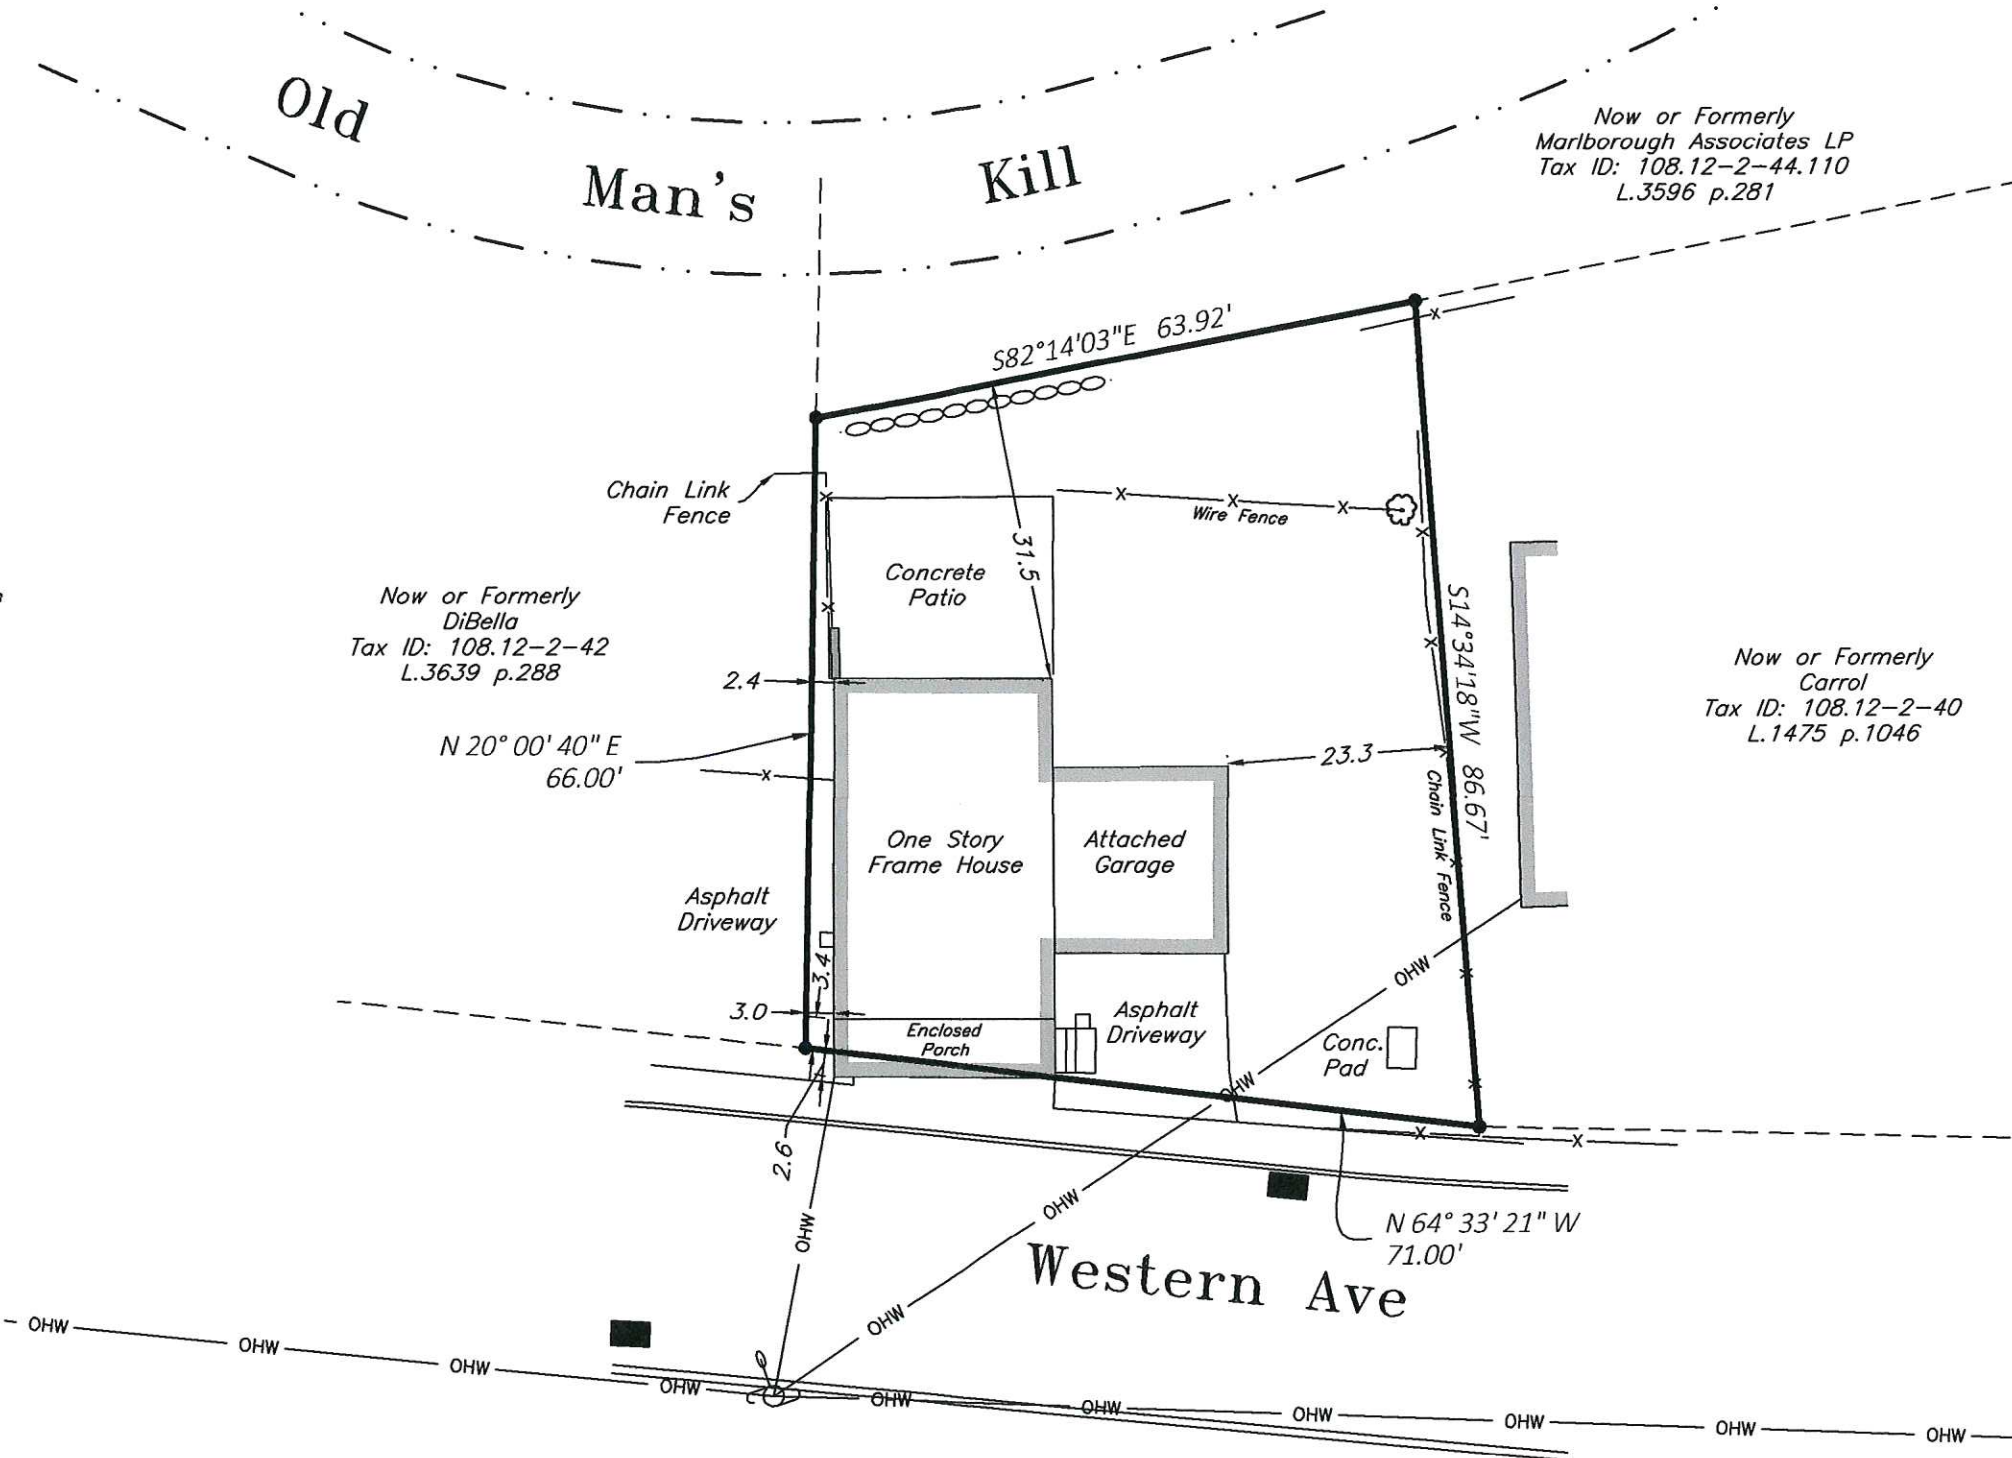 Old Man's Kill
Now or Formerly
Marlborough Associates LP
Tax ID: 108.12-2-44.110
L.3596 p.281
S82°14'03"E 63.92'
Chain Link
Fence
x
x
x
x
x
Wire Fence
31.5
Concrete
Patio
Now or Formerly
DiBella
Tax ID: 108.12-2-42
L.3639 p.288
2.4
N 20° 00' 40" E
66.00'
x
x
x
x
x
S14°34'18"W 86.67'
Now or Formerly
Carrol
Tax ID: 108.12-2-40
L.1475 p.1046
23.3
x
Chain Link Fence
x
One Story
Frame House
Attached
Garage
Asphalt
Driveway
3.4
3.0
Enclosed
Porch
Asphalt
Driveway
OHW
x
Conc.
Pad
x
OHW
x
x
2.6
OHW
OHW
N 64° 33' 21" W
71.00'
Western Ave
OHW
OHW
OHW
OHW
OHW
OHW
OHW
OHW
OHW
OHW
OHW